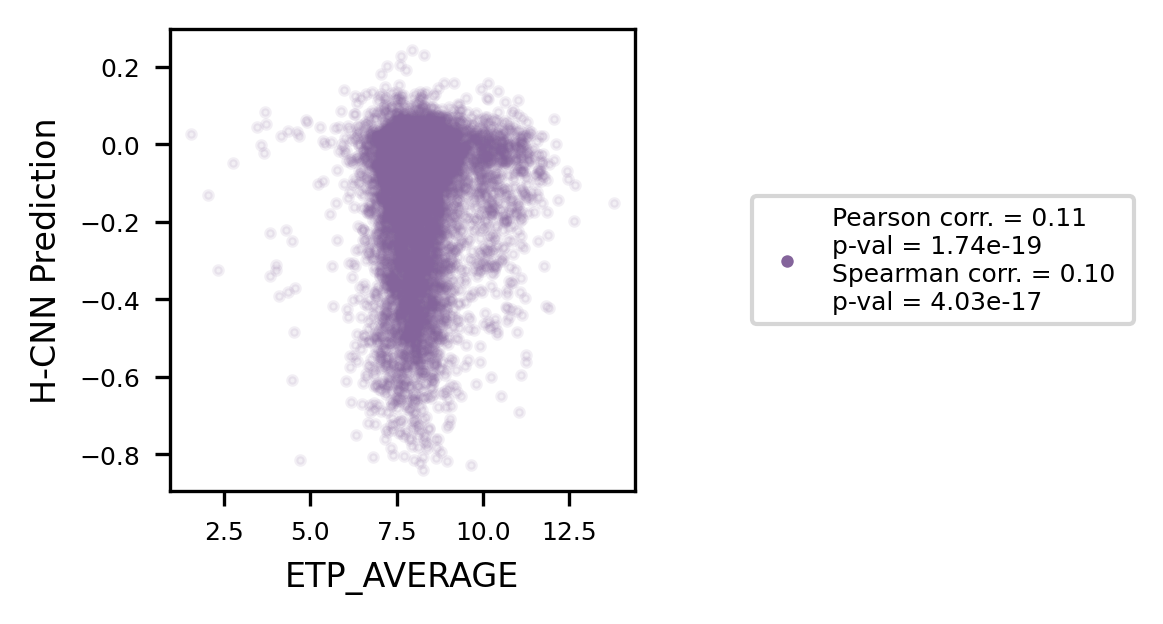 H-CNN Prediction
0.2
0.0
−0.2
−0.4
−0.6
−0.8
2.5 5.0 7.5 10.0 12.5
ETP_AVERAGE
Pearson corr. = 0.11
p-val = 1.74e-19
Spearman corr. = 0.10
p-val = 4.03e-17